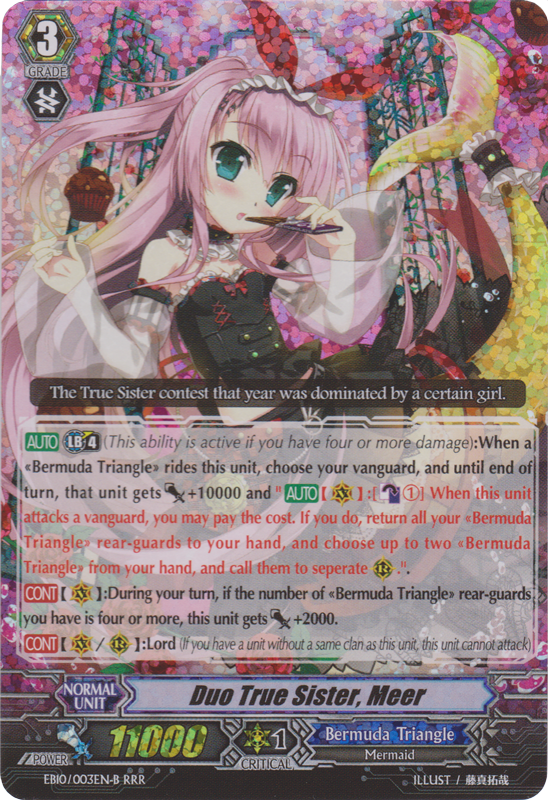 3
GRADE
The True Sister contest that year was dominated by a certain girl.
AUTO LB 4 (This ability is active if you have four or more damage):When a
«Bermuda Triangle» rides this unit, choose your vanguard, and until end of
turn, that unit gets +10000 and " AUTO【 V 】:[ ①] When this unit
attacks a vanguard, you may pay the cost. If you do, return all your «Bermuda
Triangle» rear-guards to your hand, and choose up to two «Bermuda
Triangle» from your hand, and call them to seperate R .".
CONT【 V 】:During your turn, if the number of «Bermuda Triangle» rear-guards
you have is four or more, this unit gets +2000.
CONT【 V / R 】:Lord (If you have a unit without a same clan as this unit, this unit cannot attack)
NORMAL
UNIT
Duo True Sister, Meer
POWER 11000
1
CRITICAL
Bermuda Triangle
Mermaid
EB10/003EN-B RRR
ILLUST / 藤真拓哉